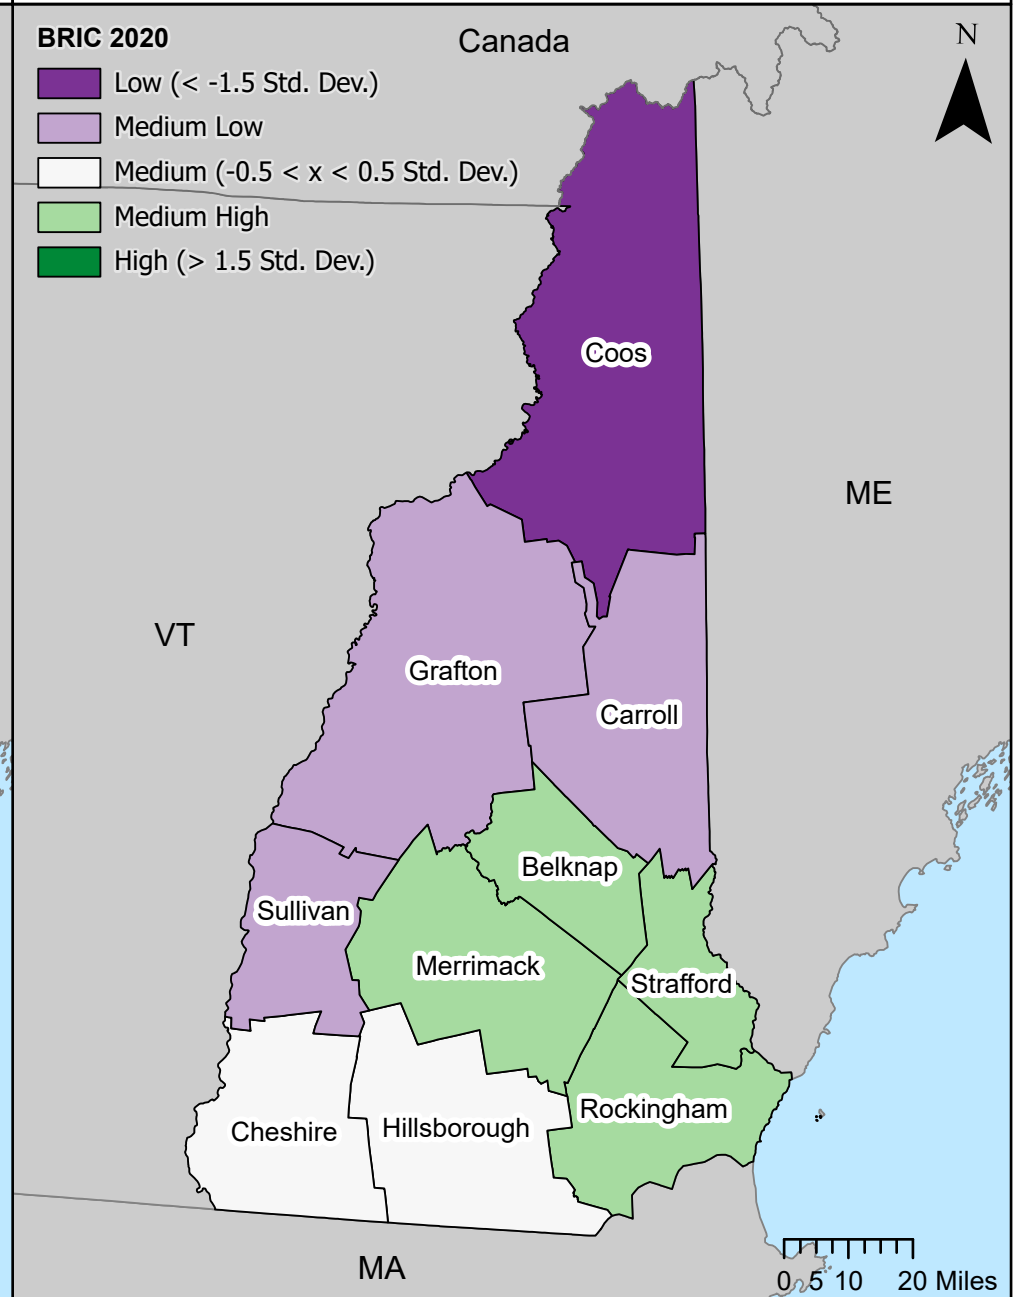 BRIC 2020
Low (< -1.5 Std. Dev.)
Medium Low
Medium (-0.5 < x < 0.5 Std. Dev.)
Medium High
High (> 1.5 Std. Dev.)
Canada
N
Coos
ME
VT
Grafton
Carroll
Belknap
Sullivan
Merrimack
Strafford
Rockingham
Hillsborough
Cheshire
MA
0 5 10 20 Miles